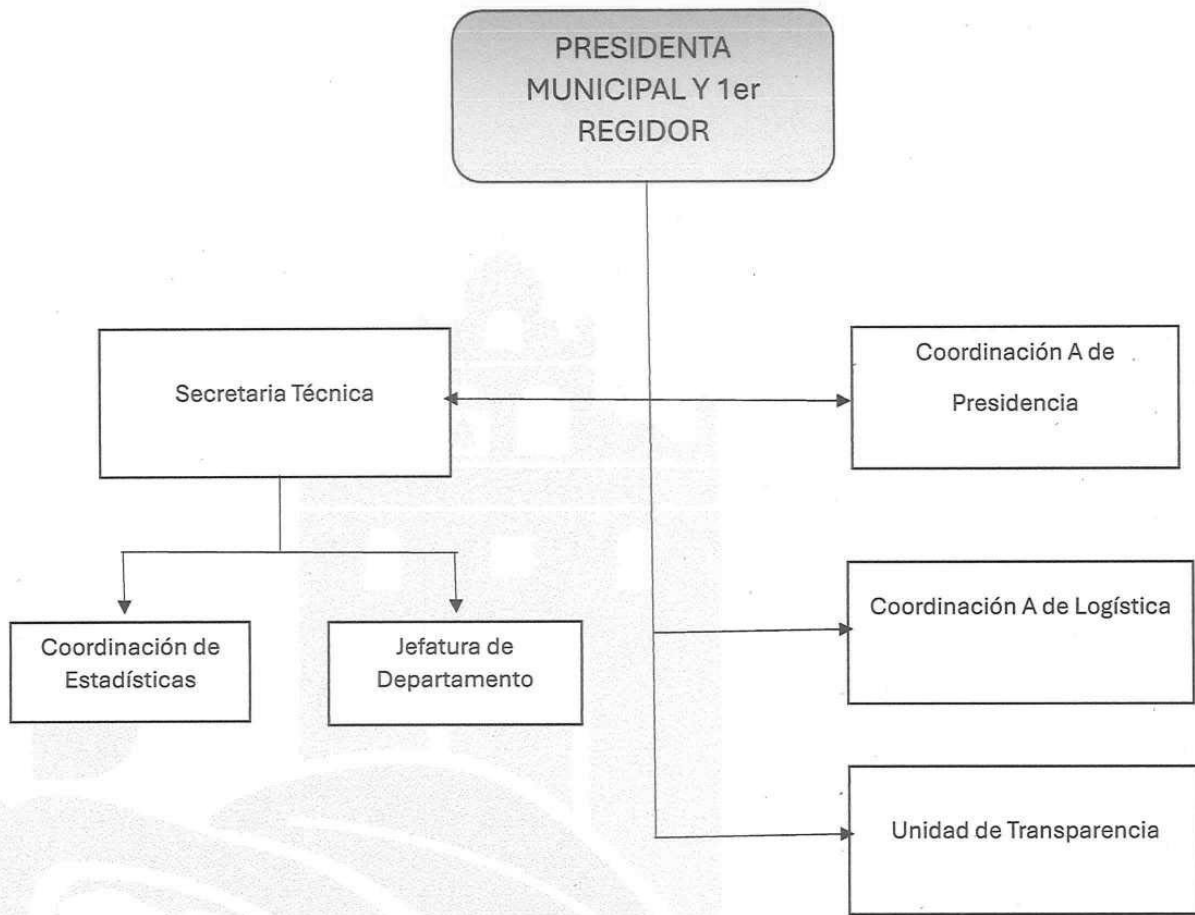 PRESIDENTA
MUNICIPAL Y 1er
REGIDOR
Secretaria Técnica
Coordinación A de
Presidencia
Coordinación de
Estadísticas
Jefatura de
Departamento
Coordinación A de Logística
Unidad de Transparencia